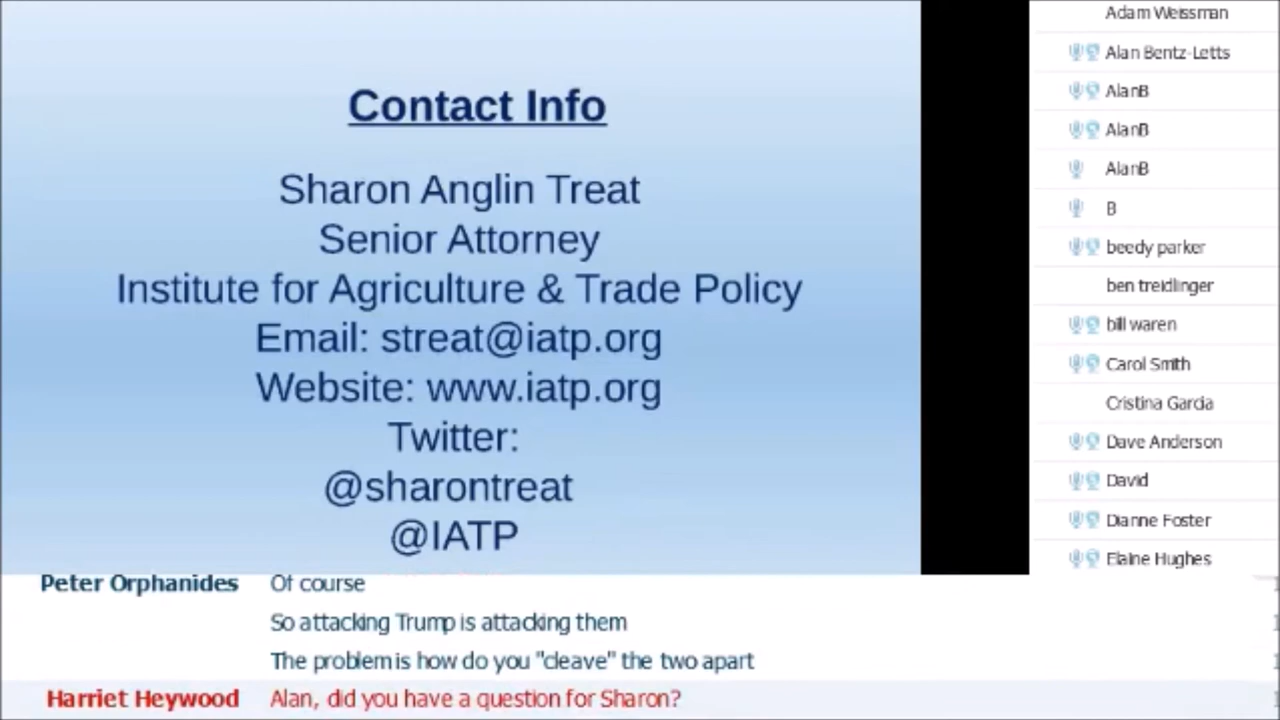 Contact Info
Sharon Anglin Treat
Senior Attorney
Institute for Agriculture & Trade Policy
Email: streat@iatp.org
Website: www.iatp.org
Twitter:
@sharontreat
@IATP
Adam Weissman
Alan Bentz-Letts
AlanB
AlanB
AlanB
B
beedy parker
ben treidlinger
bill waren
Carol Smith
Cristina Garcia
Dave Anderson
David
Dianne Foster
Elaine Hughes
Peter Orphanides Of course
So attacking Trump is attacking them
The problem is how do you "cleave" the two apart
Harriet Heywood Alan, did you have a question for Sharon?